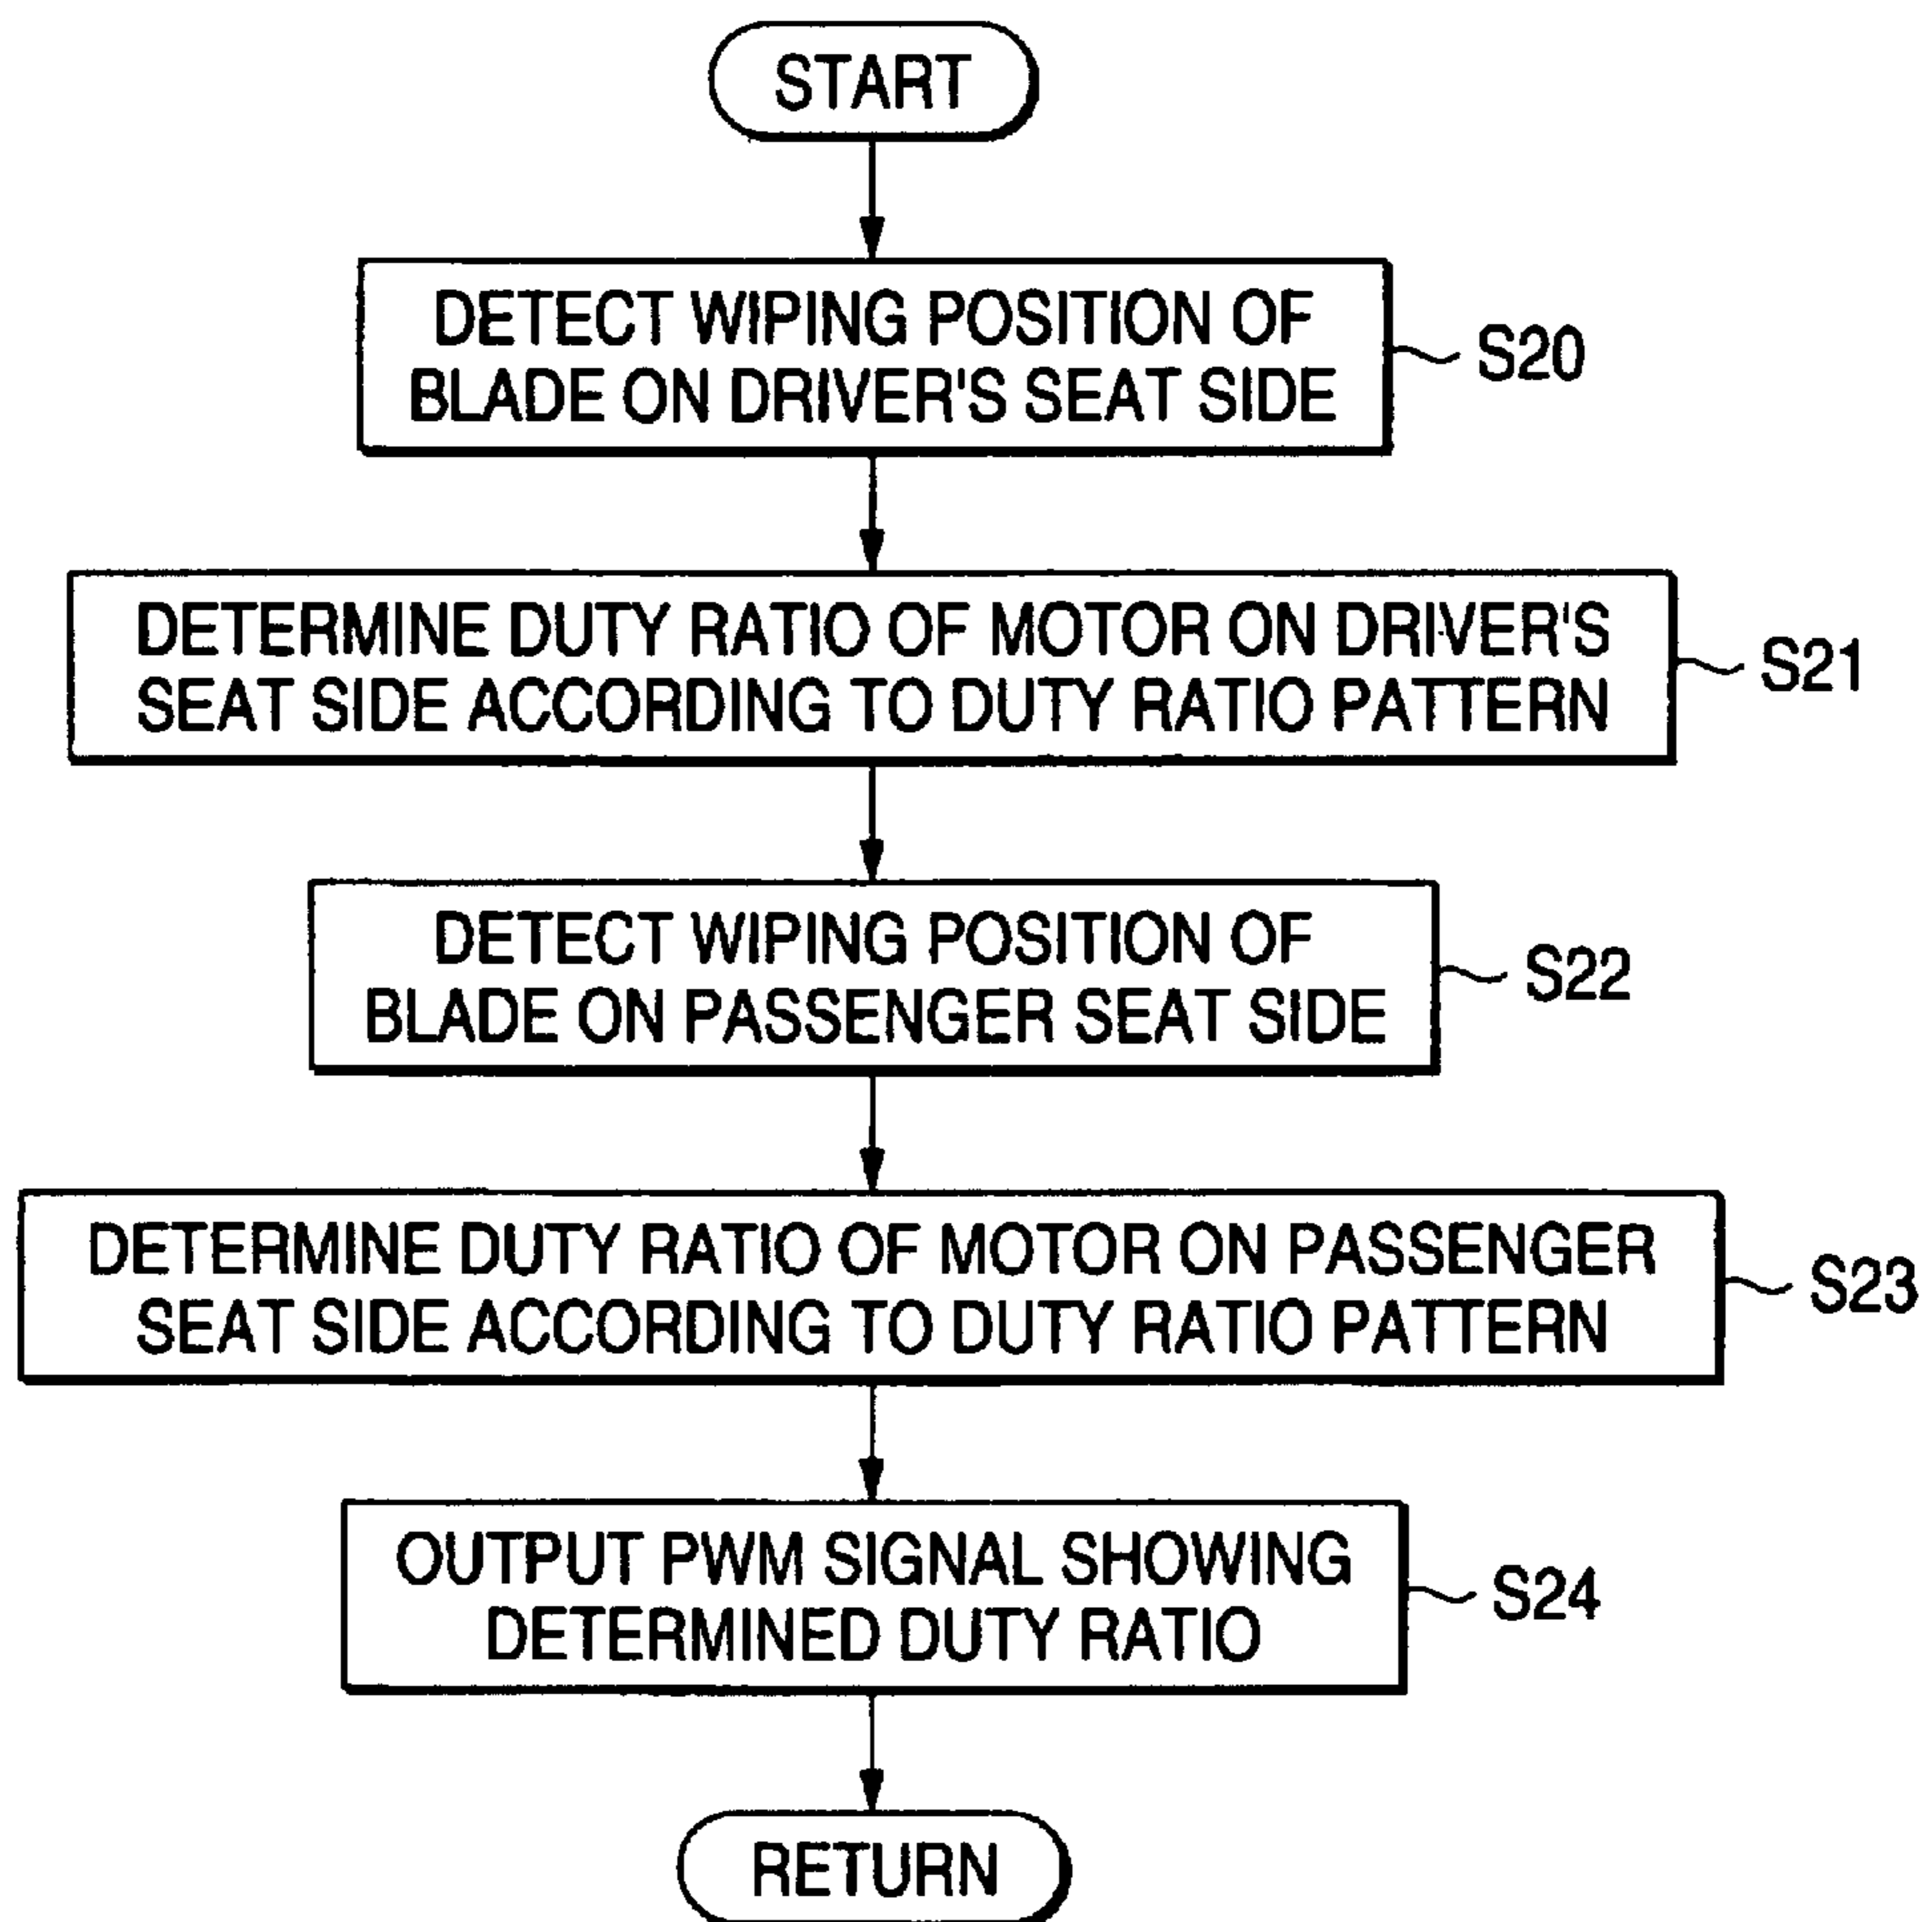 START
DETECT WIPING POSITION OF
BLADE ON DRIVER'S SEAT SIDE
S20
DETERMINE DUTY RATIO OF MOTOR ON DRIVER'S
SEAT SIDE ACCORDING TO DUTY RATIO PATTERN
S21
DETECT WIPING POSITION OF
BLADE ON PASSENGER SEAT SIDE
S22
DETERMINE DUTY RATIO OF MOTOR ON PASSENGER
SEAT SIDE ACCORDING TO DUTY RATIO PATTERN
S23
OUTPUT PWM SIGNAL SHOWING
DETERMINED DUTY RATIO
S24
RETURN